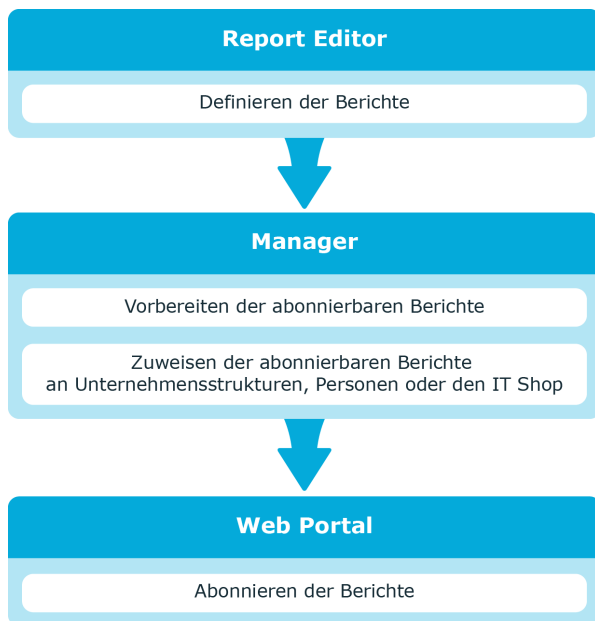 Report Editor
Definieren der Berichte
Manager
Vorbereiten der abonnierbaren Berichte
Zuweisen der abonnierbaren Berichte
an Unternehmensstrukturen, Personen oder den IT Shop
Web Portal
Abonnieren der Berichte